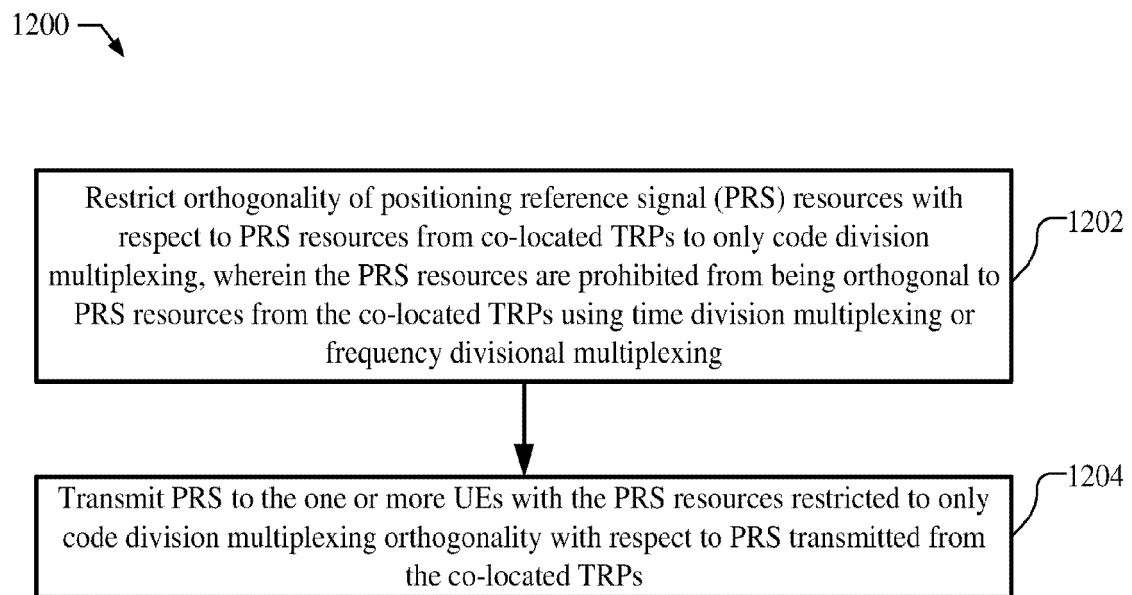 1200
Restrict orthogonality of positioning reference signal (PRS) resources with
respect to PRS resources from co-located TRPs to only code division
multiplexing, wherein the PRS resources are prohibited from being orthogonal to
PRS resources from the co-located TRPs using time division multiplexing or
frequency divisional multiplexing
1202
Transmit PRS to the one or more UEs with the PRS resources restricted to only
code division multiplexing orthogonality with respect to PRS transmitted from
the co-located TRPs
1204